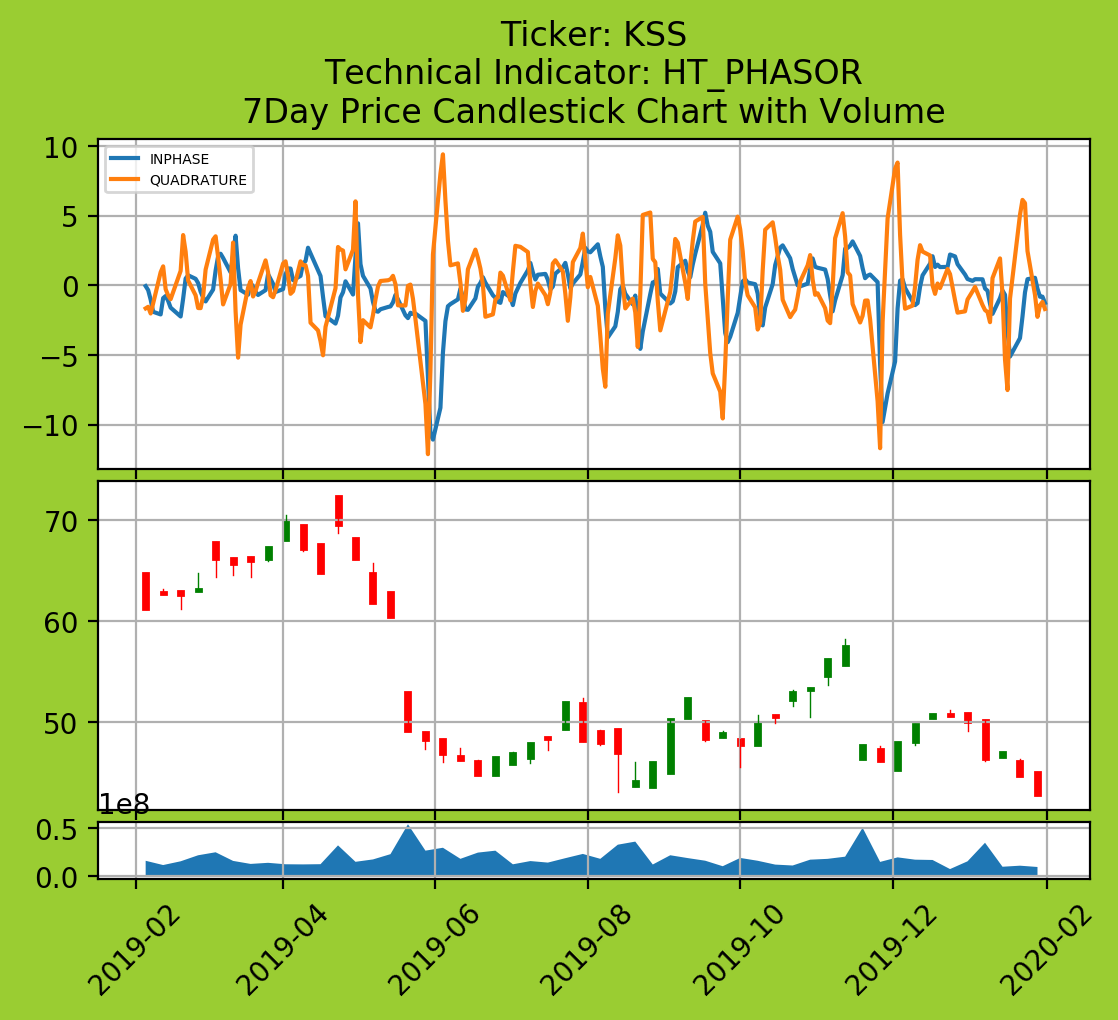 Ticker: KSS
Technical Indicator: HT_PHASOR
7Day Price Candlestick Chart with Volume
10
5
0
−5
−10
INPHASE
QUADRATURE
70
60
50
1e8
0.5
0.0
2019-02
2019-04
2019-06
2019-08
2019-10
2019-12
2020-02